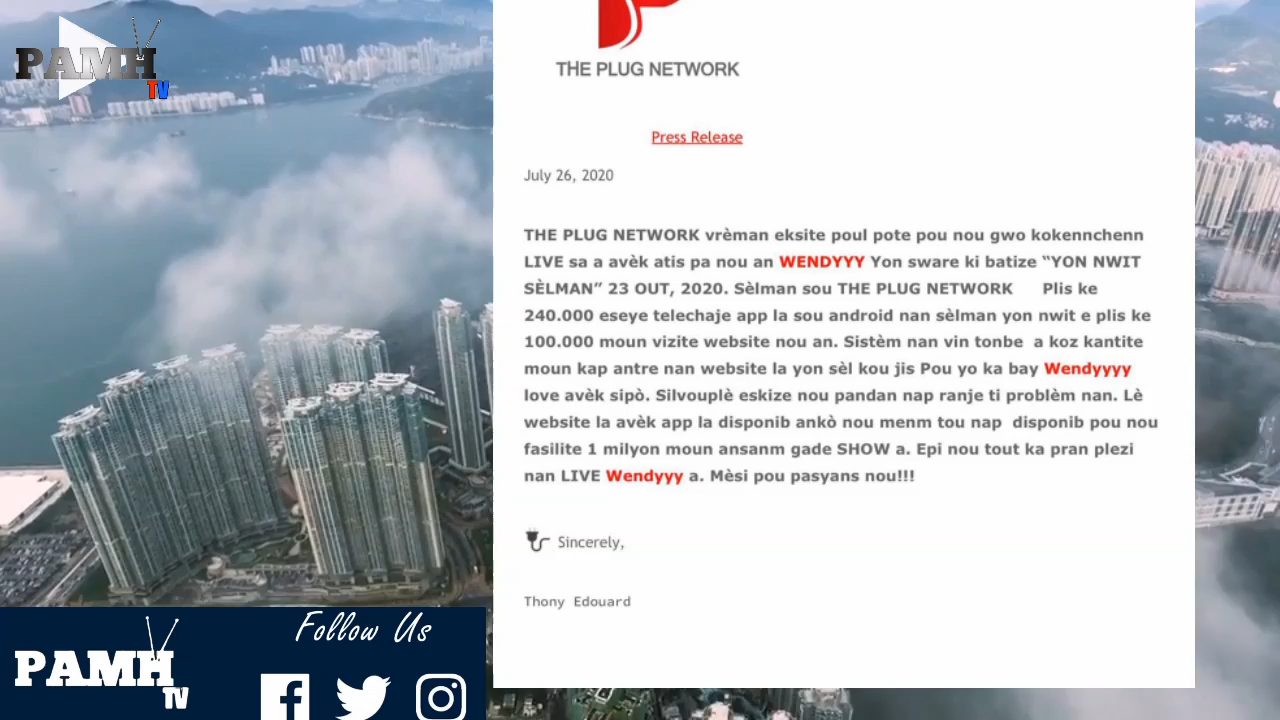 PAMH
TV
THE PLUG NETWORK
Press Release
July 26, 2020
THE PLUG NETWORK vrèman eksite poul pote pou nou gwo kokennchenn
LIVE sa a avèk atis pa nou an WENDYYY Yon sware ki batize “YON NWIT
SÈLMAN” 23 OUT, 2020. Sèlman sou THE PLUG NETWORK Plis ke
240.000 eseye telechaje app la sou android nan sèlman yon nwit e plis ke
100.000 moun vizite website nou an. Sistèm nan vin tonbe a koz kantite
moun kap antre nan website la yon sèl kou jis Pou yo ka bay Wendyyyy
love avèk sipò. Silvouplè eskize nou pandan nap ranje ti problèm nan. Lè
website la avèk app la disponib ankò nou menm tou nap disponib pou nou
fasilite 1 milyon moun ansanm gade SHOW a. Epi nou tout ka pran plezi
nan LIVE Wendyyy a. Mèsi pou pasyans nou!!!
Sincerely,
Thony Edouard
Follow Us
PAMH
TV